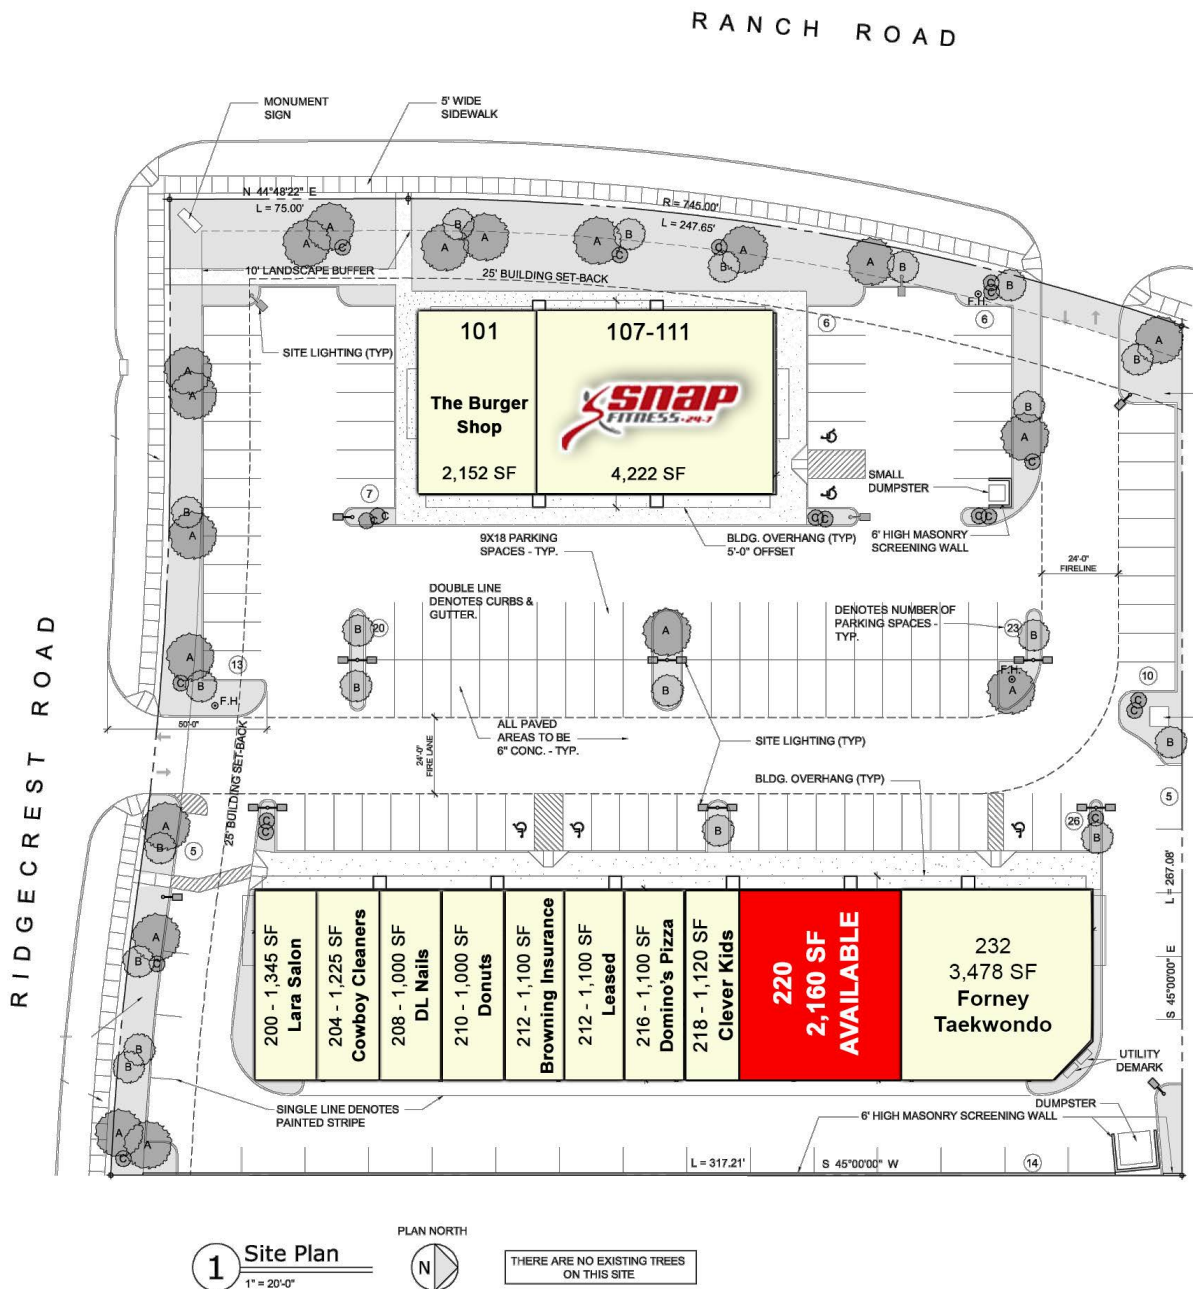 RANCH ROAD
MONUMENT
SIGN
5' WIDE
SIDEWALK
N 44°48'22" E
L = 75.00'
R = 745.00'
L = 247.65'
10' LANDSCAPE BUFFER
25' BUILDING SET-BACK
F.H.
6
6
SITE LIGHTING (TYP)
101
The Burger
Shop
2,152 SF
107-111
SNAP
FITNESS 24-7
4,222 SF
SMALL
DUMPSTER
7
9X18 PARKING
SPACES - TYP.
BLDG. OVERHANG (TYP)
5'-0" OFFSET
6' HIGH MASONRY
SCREENING WALL
24'-0"
FIRELINE
DOUBLE LINE
DENOTES CURBS &
GUTTER.
DENOTES NUMBER OF
PARKING SPACES -
TYP.
20
23
13
10
F.H.
F.H.
50'-0"
RIDGECREST ROAD
25' BUILDING SET-BACK
24'-0"
FIRE LANE
ALL PAVED
AREAS TO BE
6" CONC. - TYP.
SITE LIGHTING (TYP)
BLDG. OVERHANG (TYP)
5
26
5
L = 267.08'
S 45°00'00" E
200 - 1,345 SF
Lara Salon
204 - 1,225 SF
Cowboy Cleaners
208 - 1,000 SF
DL Nails
210 - 1,000 SF
Donuts
212 - 1,100 SF
Browning Insurance
212 - 1,100 SF
Leased
216 - 1,100 SF
Domino's Pizza
218 - 1,120 SF
Clever Kids
220
2,160 SF
AVAILABLE
232
3,478 SF
Forney
Taekwondo
UTILITY
DEMARK
SINGLE LINE DENOTES
PAINTED STRIPE
DUMPSTER
6' HIGH MASONRY SCREENING WALL
L = 317.21'
S 45°00'00" W
14
PLAN NORTH
1
Site Plan
1" = 20'-0"
N
THERE ARE NO EXISTING TREES
ON THIS SITE